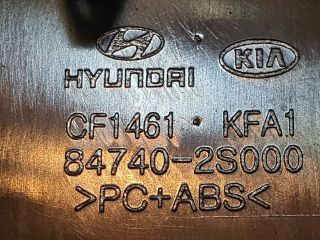 HYUNDAI KIA
CF1461 · KFA1
84740-2S000
>PC+ABS<